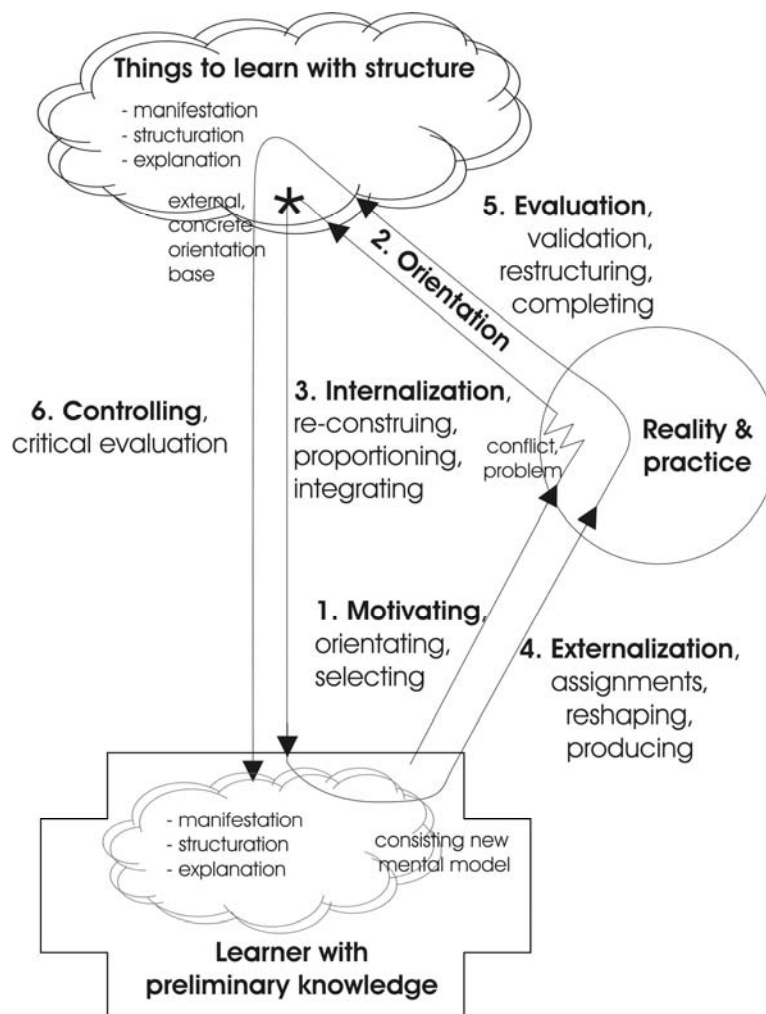 Things to learn with structure
- manifestation
- structuration
- explanation
external,
concrete
orientation
base
2. Orientation
5. Evaluation,
validation,
restructuring,
completing
6. Controlling,
critical evaluation
3. Internalization,
re-construing,
proportioning,
integrating
conflict,
problem
Reality &
practice
1. Motivating,
orientating,
selecting
4. Externalization,
assignments,
reshaping,
producing
- manifestation
- structuration
- explanation
consisting new
mental model
Learner with
preliminary knowledge